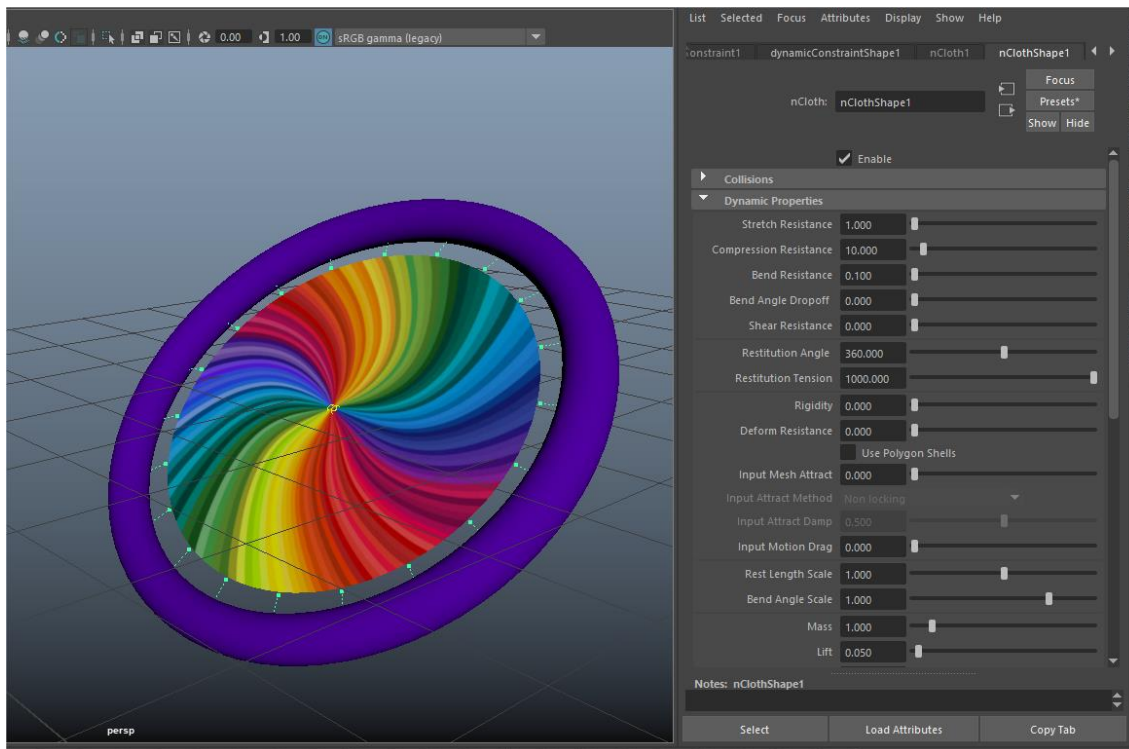 List Selected Focus Attributes Display Show Help
0.00 1.00 ON sRGB gamma (legacy)
onstraint1 dynamicConstraintShape1 nCloth1 nClothShape1
Focus
nCloth: nClothShape1 Presets*
Show Hide
Enable
Collisions
Dynamic Properties
Stretch Resistance 1.000
Compression Resistance 10.000
Bend Resistance 0.100
Bend Angle Dropoff 0.000
Shear Resistance 0.000
Restitution Angle 360.000
Restitution Tension 1000.000
Rigidity 0.000
Deform Resistance 0.000
Use Polygon Shells
Input Mesh Attract 0.000
Input Attract Method Non locking
Input Attract Damp 0.500
Input Motion Drag 0.000
Rest Length Scale 1.000
Bend Angle Scale 1.000
Mass 1.000
Lift 0.050
Notes: nClothShape1
persp
Select Load Attributes Copy Tab